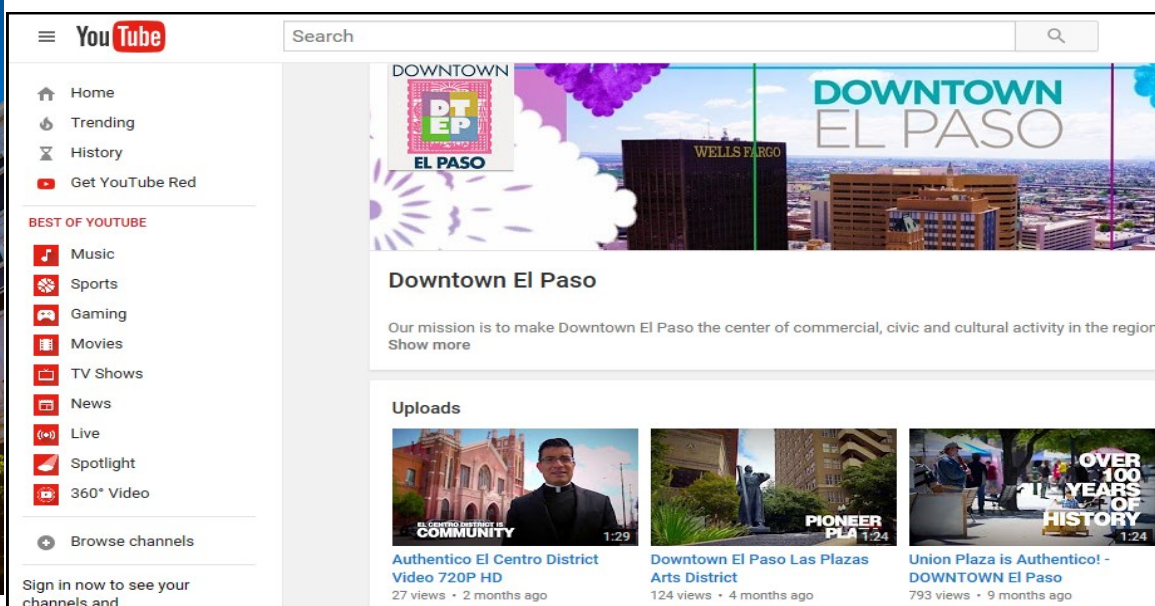 YouTube
Search
Home
Trending
History
Get YouTube Red
BEST OF YOUTUBE
Music
Sports
Gaming
Movies
TV Shows
News
Live
Spotlight
360° Video
Browse channels
Sign in now to see your
channels and
DOWNTOWN
DT
EP
EL PASO
WELLS FARGO
DOWNTOWN
EL PASO
Downtown El Paso
Our mission is to make Downtown El Paso the center of commercial, civic and cultural activity in the region
Show more
Uploads
EL CENTRO DISTRICT IS
COMMUNITY
1:29
Authentico El Centro District
Video 720P HD
27 views • 2 months ago
PIONEER
1:24
Downtown El Paso Las Plazas
Arts District
124 views • 4 months ago
OVER
100
YEARS
OF
HISTORY
1:24
Union Plaza is Authentico! -
DOWNTOWN El Paso
793 views • 9 months ago